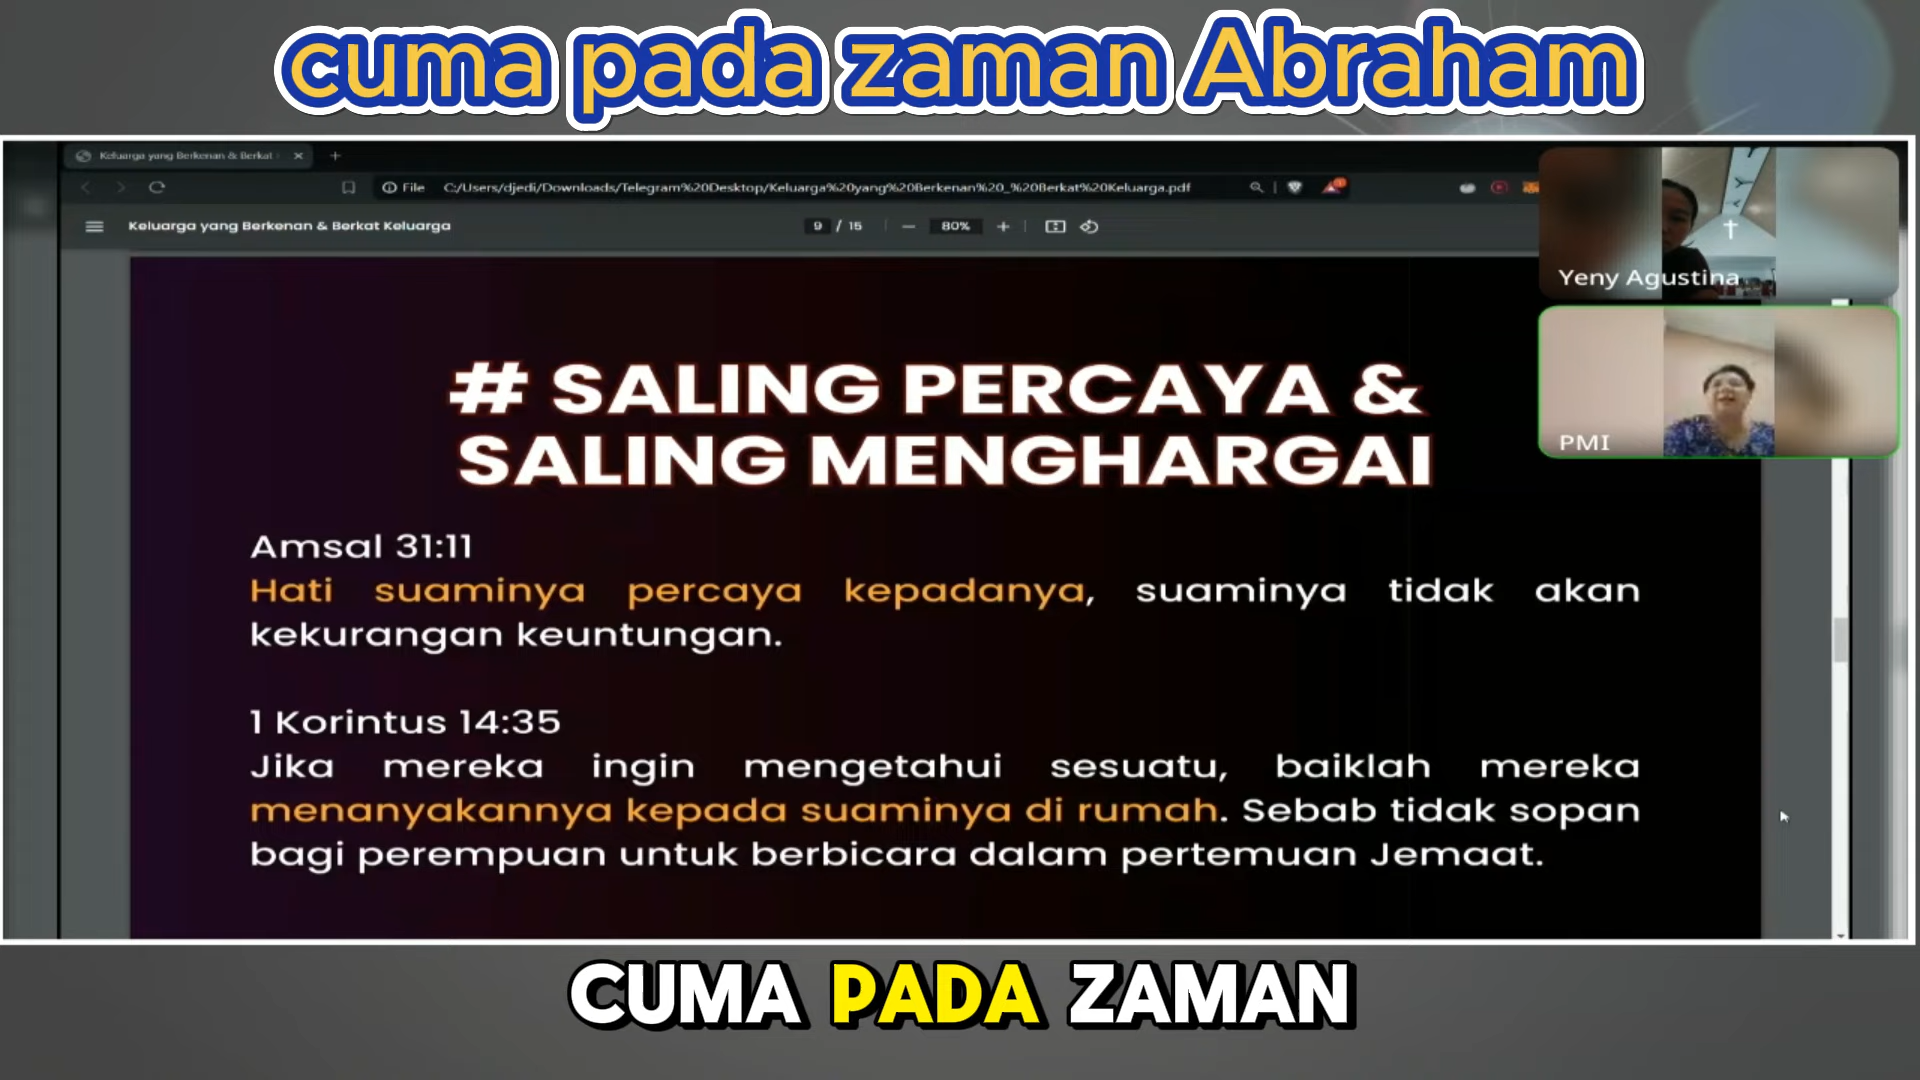 cuma pada zaman Abraham
Keluarga yang Berkenan & Berkat
File C:/Users/djedi/Downloads/Telegram%20Desktop/Keluarga%20yang%20Berkenan%20_%20Berkat%20Keluarga.pdf
Keluarga yang Berkenan & Berkat Keluarga
9 / 15
80%
Yeny Agustina
PMI
# SALING PERCAYA &
SALING MENGHARGAI
Amsal 31:11
Hati suaminya percaya kepadanya, suaminya tidak akan
kekurangan keuntungan.
1 Korintus 14:35
Jika mereka ingin mengetahui sesuatu, baiklah mereka
menanyakannya kepada suaminya di rumah. Sebab tidak sopan
bagi perempuan untuk berbicara dalam pertemuan Jemaat.
CUMA PADA ZAMAN